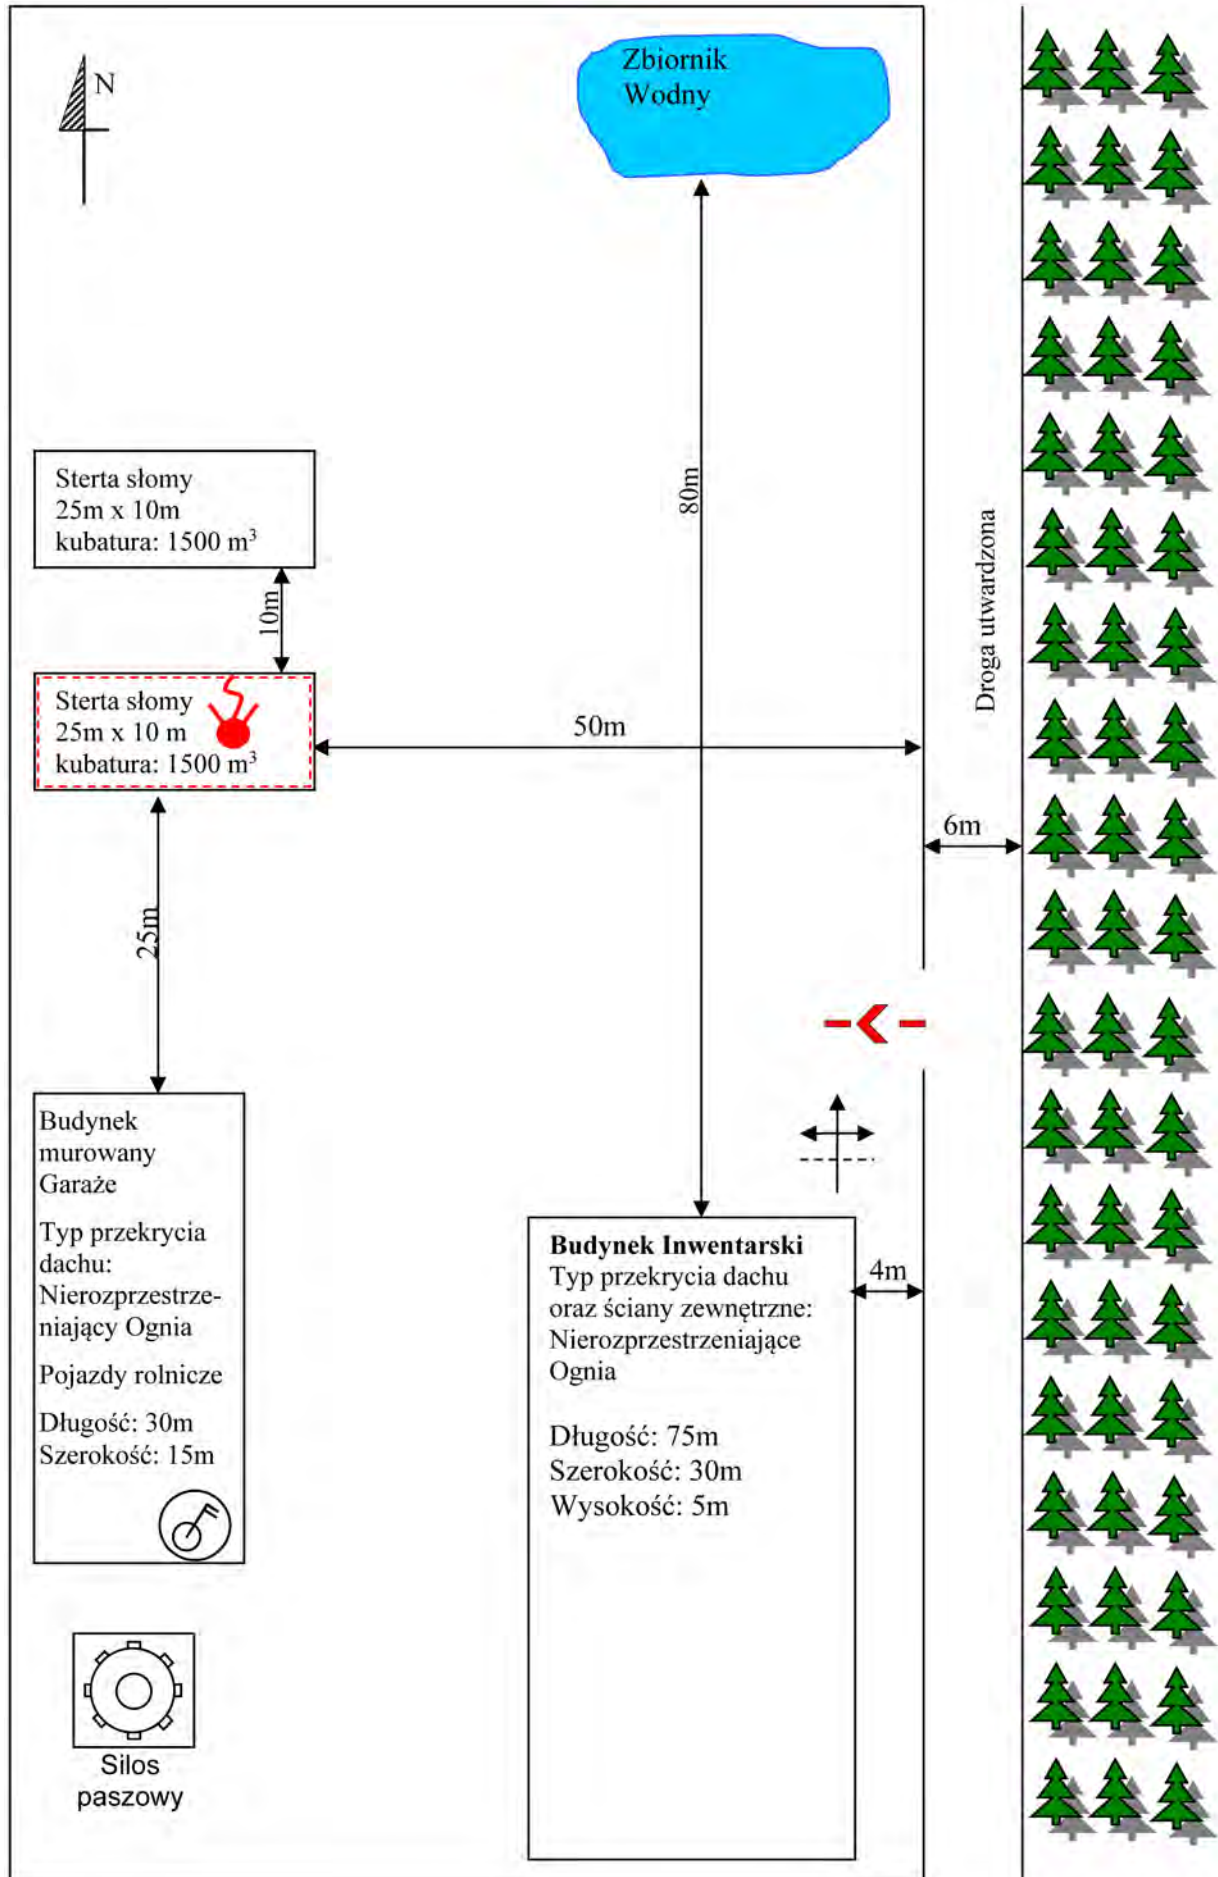 N
Zbiornik
Wodny
Sterta słomy
25m x 10m
kubatura: 1500 m³
10m
80m
Droga utwardzona
Sterta słomy
25m x 10 m
kubatura: 1500 m³
50m
6m
25m
Budynek
murowany
Garaże
Typ przekrycia
dachu:
Nierozprzestrze-
niający Ognia
Pojazdy rolnicze
Długość: 30m
Szerokość: 15m
Budynek Inwentarski
Typ przekrycia dachu
oraz ściany zewnętrzne:
Nierozprzestrzeniające
Ognia
Długość: 75m
Szerokość: 30m
Wysokość: 5m
4m
Silos
paszowy